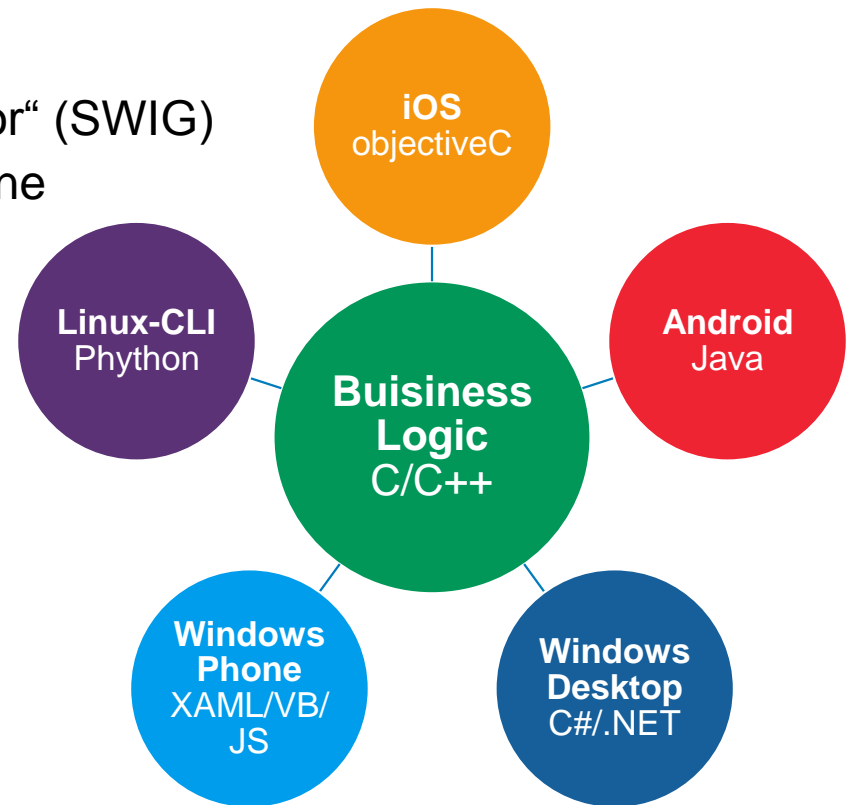 or“ (SWIG)
ne
iOS
objectiveC
Linux-CLI
Phython
Android
Java
Buisiness
Logic
C/C++
Windows
Phone
XAML/VB/
JS
Windows
Desktop
C#/.NET